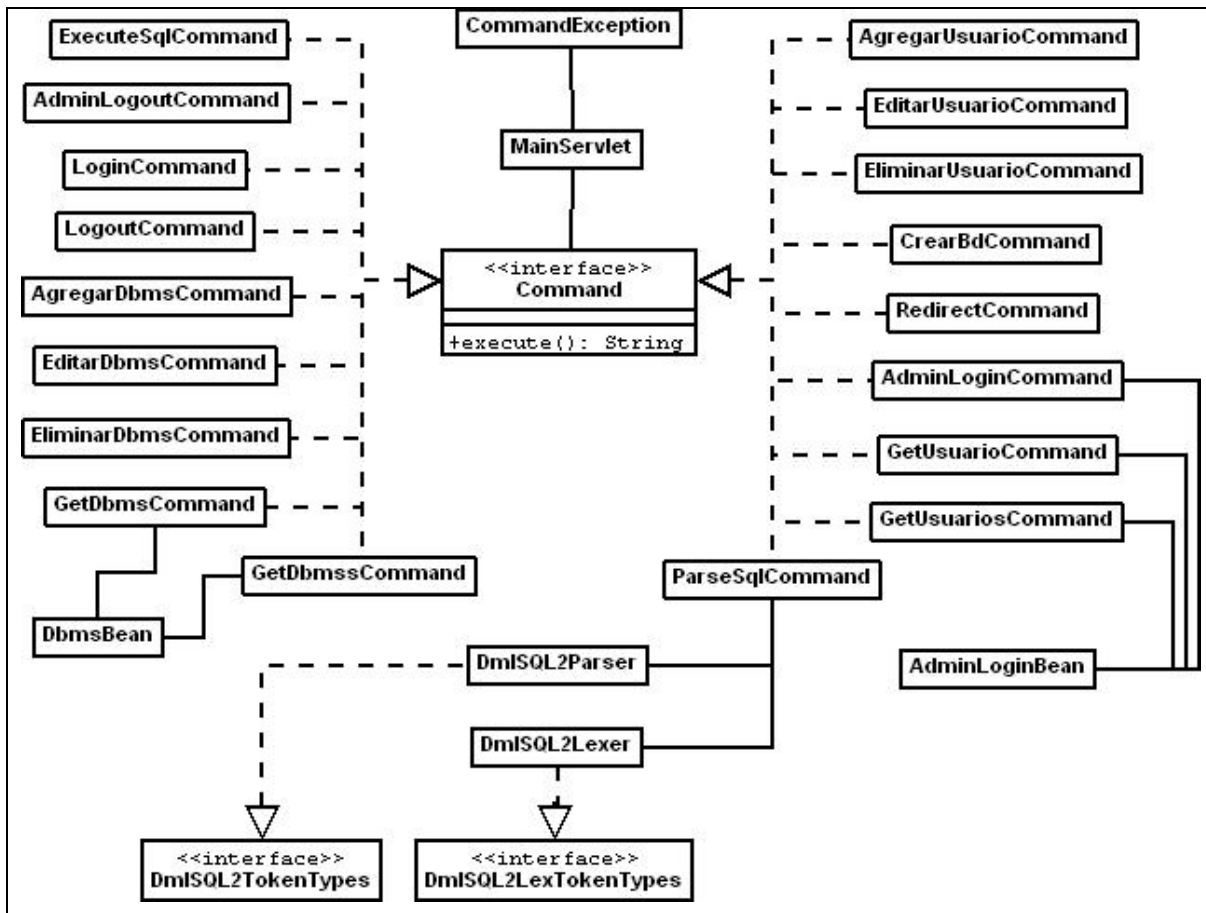 CommandException
ExecuteSqlCommand
AgregarUsuarioCommand
AdminLogoutCommand
EditarUsuarioCommand
MainServlet
LoginCommand
EliminarUsuarioCommand
LogoutCommand
CrearBdCommand
<<interface>>
Command
+execute(): String
AgregarDbmsCommand
RedirectCommand
EditarDbmsCommand
AdminLoginCommand
EliminarDbmsCommand
GetUsuarioCommand
GetDbmsCommand
GetUsuariosCommand
GetDbmssCommand
ParseSqlCommand
DbmsBean
DmlSQL2Parser
AdminLoginBean
DmlSQL2Lexer
<<interface>>
DmlSQL2TokenTypes
<<interface>>
DmlSQL2LexTokenTypes